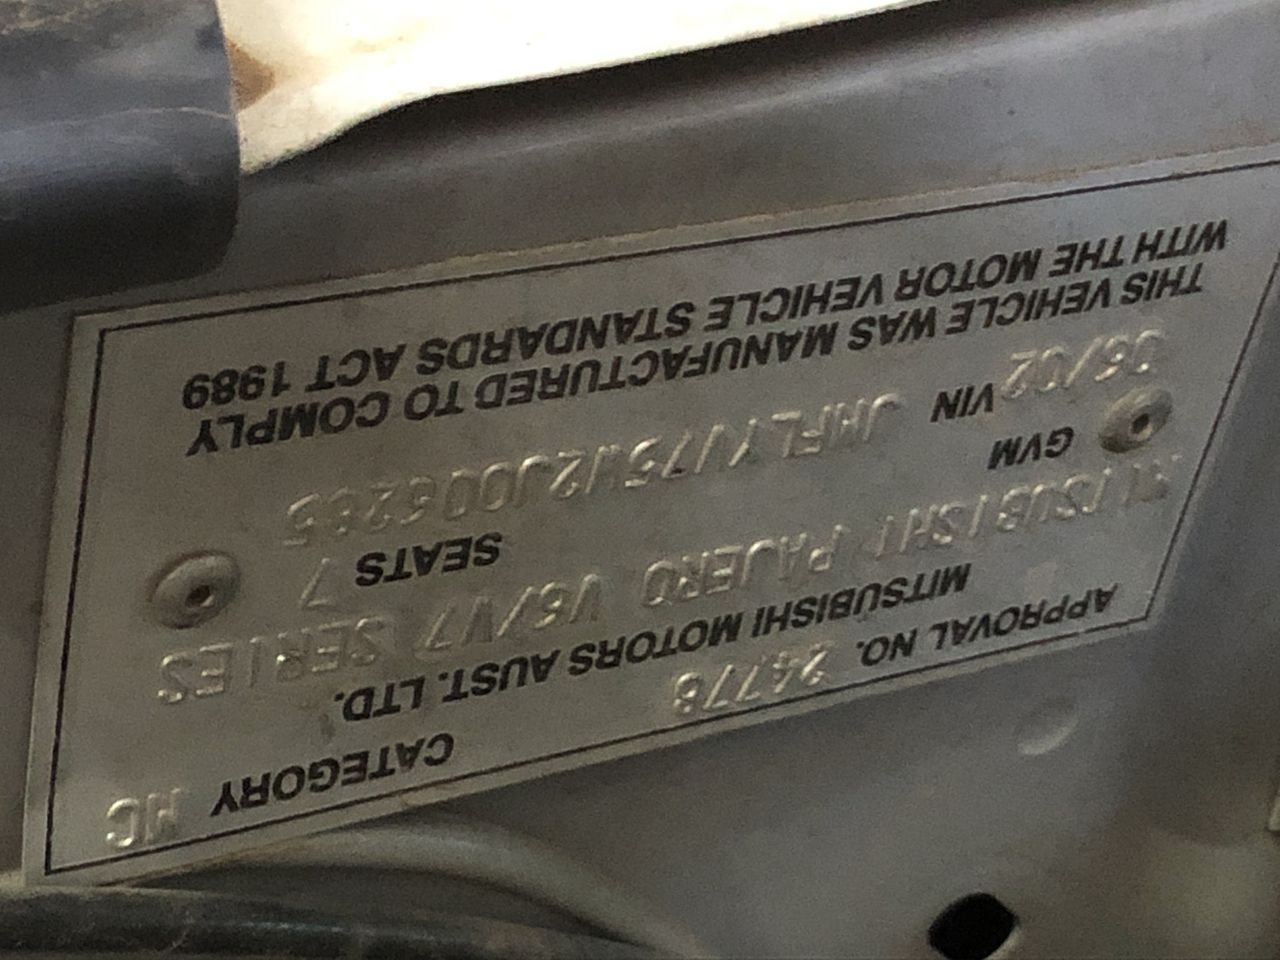 APPROVAL NO. 24778 CATEGORY MC
MITSUBISHI MOTORS AUST. LTD.
MITSUBISHI PAJERO V6/V7 SERIES
GVM SEATS 7
06/02 VIN
THIS VEHICLE WAS MANUFACTURED TO COMPLY
WITH THE MOTOR VEHICLE STANDARDS ACT 1989